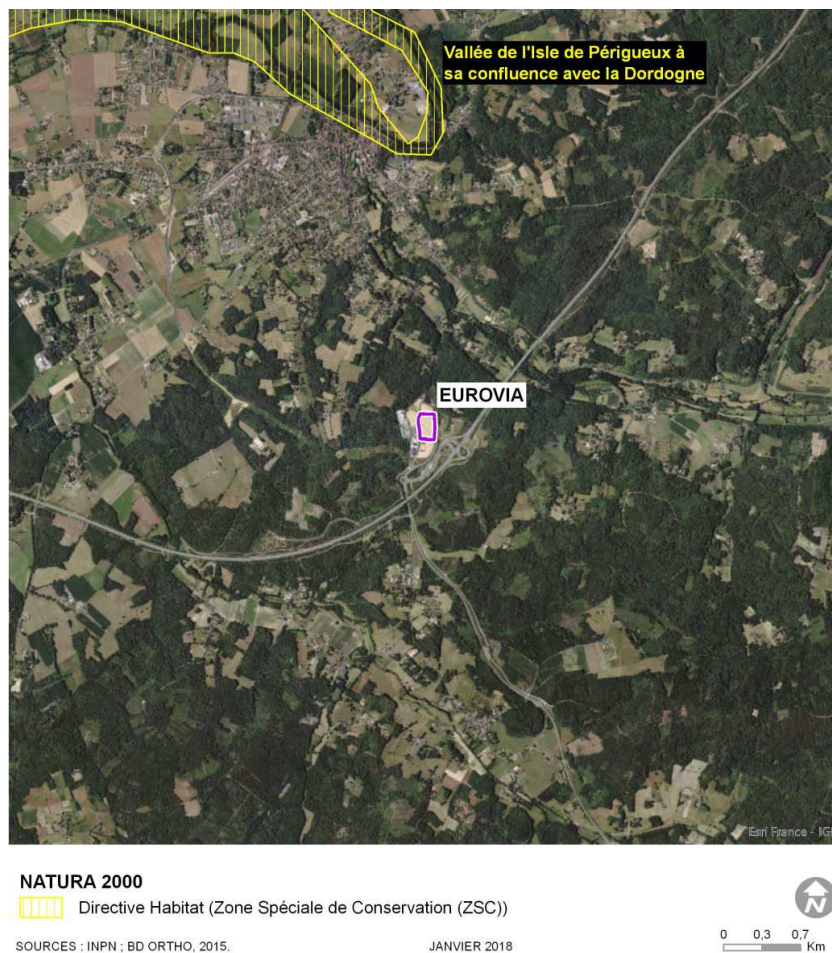 Vallée de l'Isle de Périgueux à
sa confluence avec la Dordogne
EUROVIA
Esri France - IG
NATURA 2000
Directive Habitat (Zone Spéciale de Conservation (ZSC))
N
SOURCES : INPN ; BD ORTHO, 2015.
JANVIER 2018
0 0,3 0,7
Km